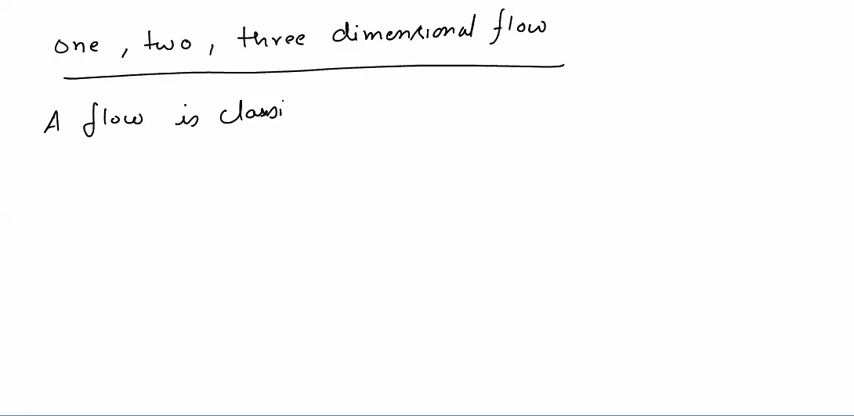 one, two, three dimensional flow
A flow is classi